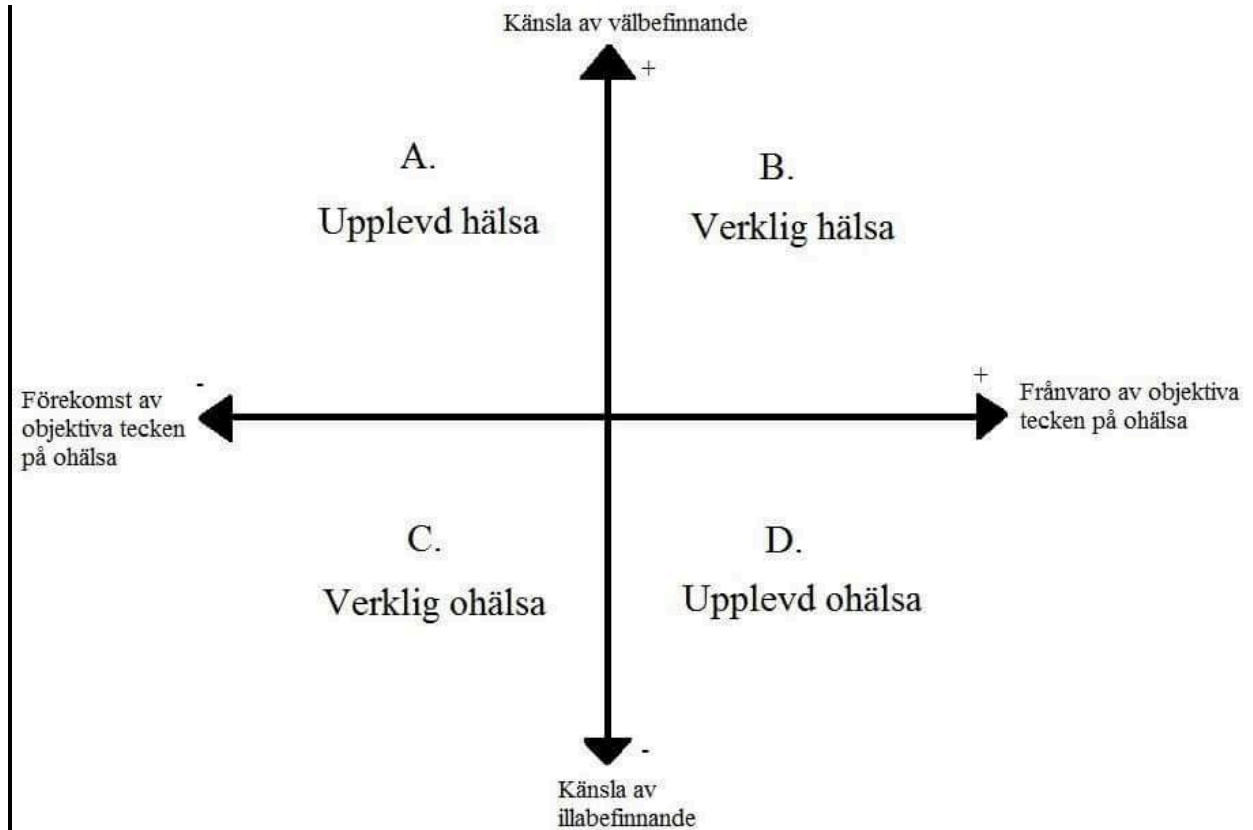 Känsla av välbefinnande
+
A.
Upplevd hälsa
B.
Verklig hälsa
-
Förekomst av
objektiva tecken
på ohälsa
+
Frånvaro av objektiva
tecken på ohälsa
C.
Verklig ohälsa
D.
Upplevd ohälsa
-
Känsla av
illabefinnande